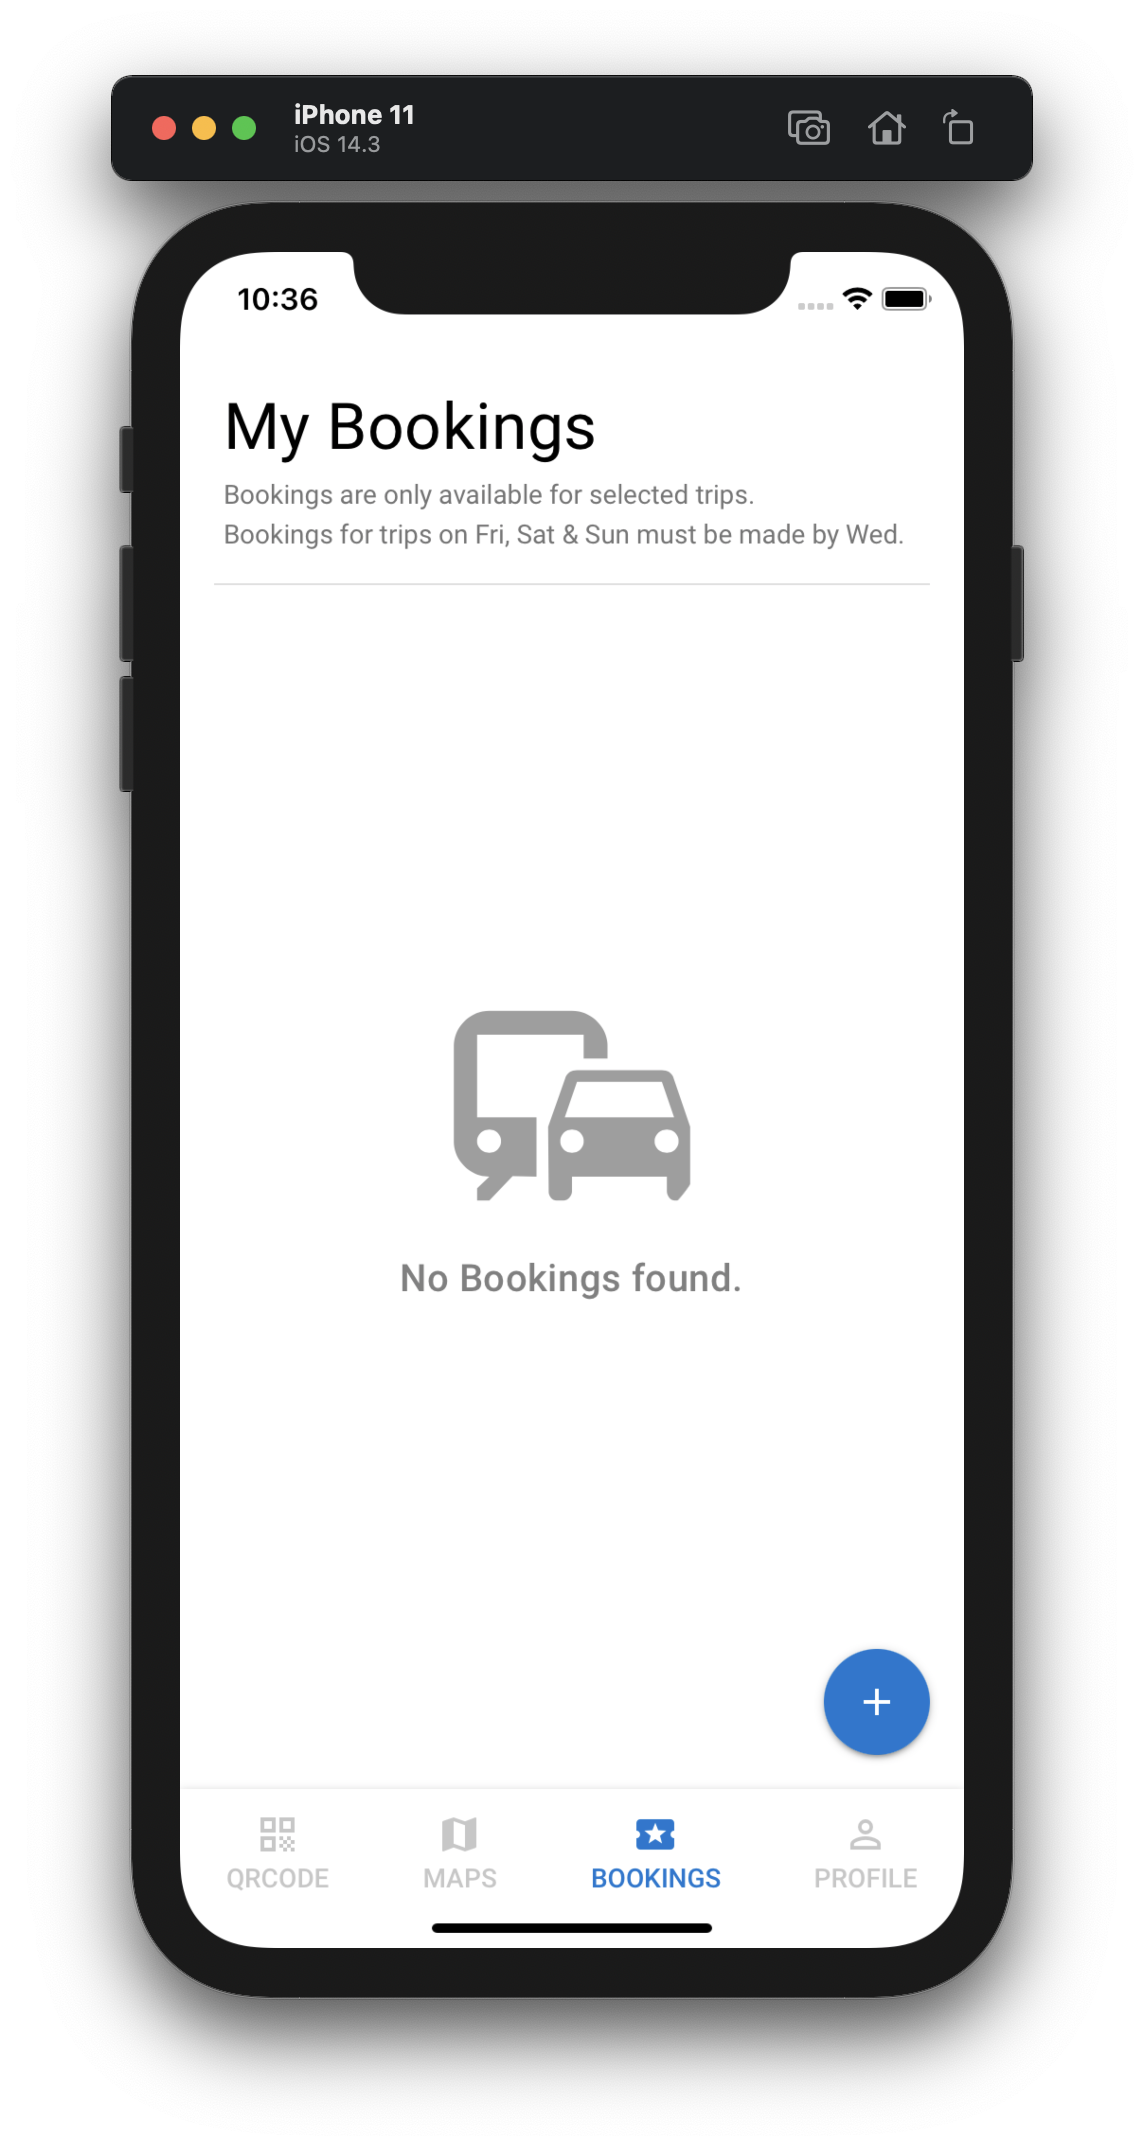 iPhone 11
iOS 14.3
10:36
My Bookings
Bookings are only available for selected trips.
Bookings for trips on Fri, Sat & Sun must be made by Wed.
No Bookings found.
+
QRCODE MAPS BOOKINGS PROFILE